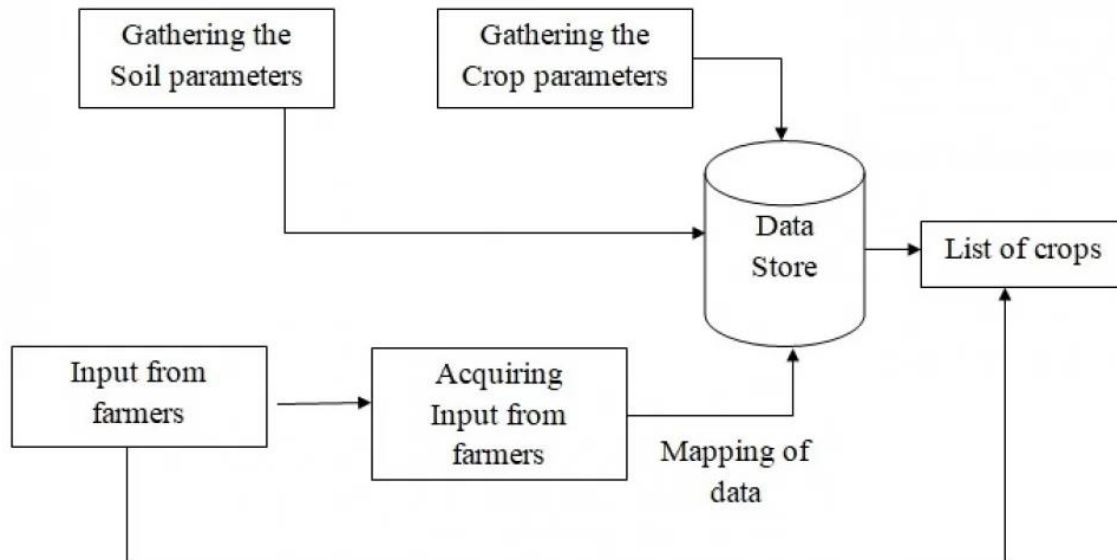 Gathering the
Soil parameters
Gathering the
Crop parameters
Data
Store
List of crops
Input from
farmers
Acquiring
Input from
farmers
Mapping of
data